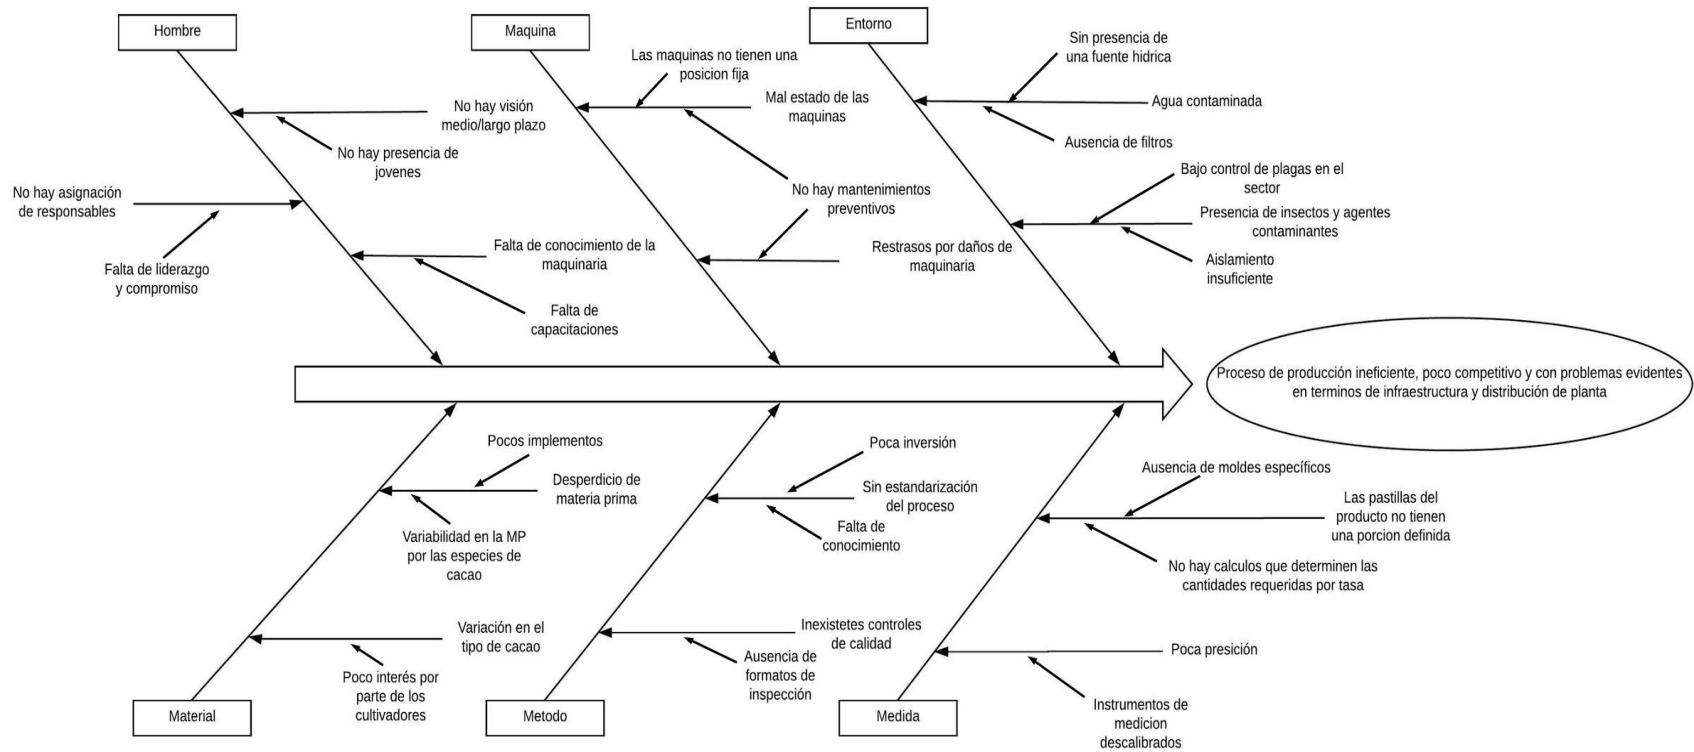 Hombre
Maquina
Entorno
Las maquinas no tienen una
posicion fija
Sin presencia de
una fuente hidrica
No hay visión
medio/largo plazo
Mal estado de las
maquinas
Agua contaminada
No hay presencia de
jovenes
Ausencia de filtros
No hay asignación
de responsables
No hay mantenimientos
preventivos
Bajo control de plagas en el
sector
Presencia de insectos y agentes
contaminantes
Falta de liderazgo
y compromiso
Falta de conocimiento de la
maquinaria
Restrasos por daños de
maquinaria
Aislamiento
insuficiente
Falta de
capacitaciones
Proceso de producción ineficiente, poco competitivo y con problemas evidentes
en terminos de infraestructura y distribución de planta
Pocos implementos
Desperdicio de
materia prima
Variabilidad en la MP
por las especies de
cacao
Poca inversión
Sin estandarización
del proceso
Falta de
conocimiento
Ausencia de moldes específicos
Las pastillas del
producto no tienen
una porcion definida
No hay calculos que determinen las
cantidades requeridas por tasa
Variación en el
tipo de cacao
Poco interés por
parte de los
cultivadores
Inexistetes controles
de calidad
Ausencia de
formatos de
inspección
Poca presición
Instrumentos de
medicion
descalibrados
Material
Metodo
Medida